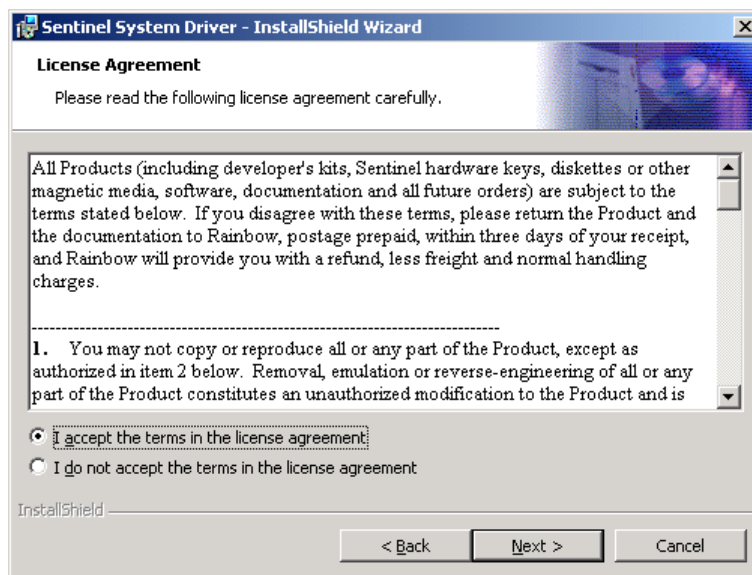 Sentinel System Driver - InstallShield Wizard
License Agreement
Please read the following license agreement carefully.
All Products (including developer's kits, Sentinel hardware keys, diskettes or other
magnetic media, software, documentation and all future orders) are subject to the
terms stated below.  If you disagree with these terms, please return the Product and
the documentation to Rainbow, postage prepaid, within three days of your receipt,
and Rainbow will provide you with a refund, less freight and normal handling
charges.
------------------------------------------------------------------------------
1.    You may not copy or reproduce all or any part of the Product, except as
authorized in item 2 below.  Removal, emulation or reverse-engineering of all or any
part of the Product constitutes an unauthorized modification to the Product and is
I accept the terms in the license agreement
I do not accept the terms in the license agreement
InstallShield
< Back
Next >
Cancel